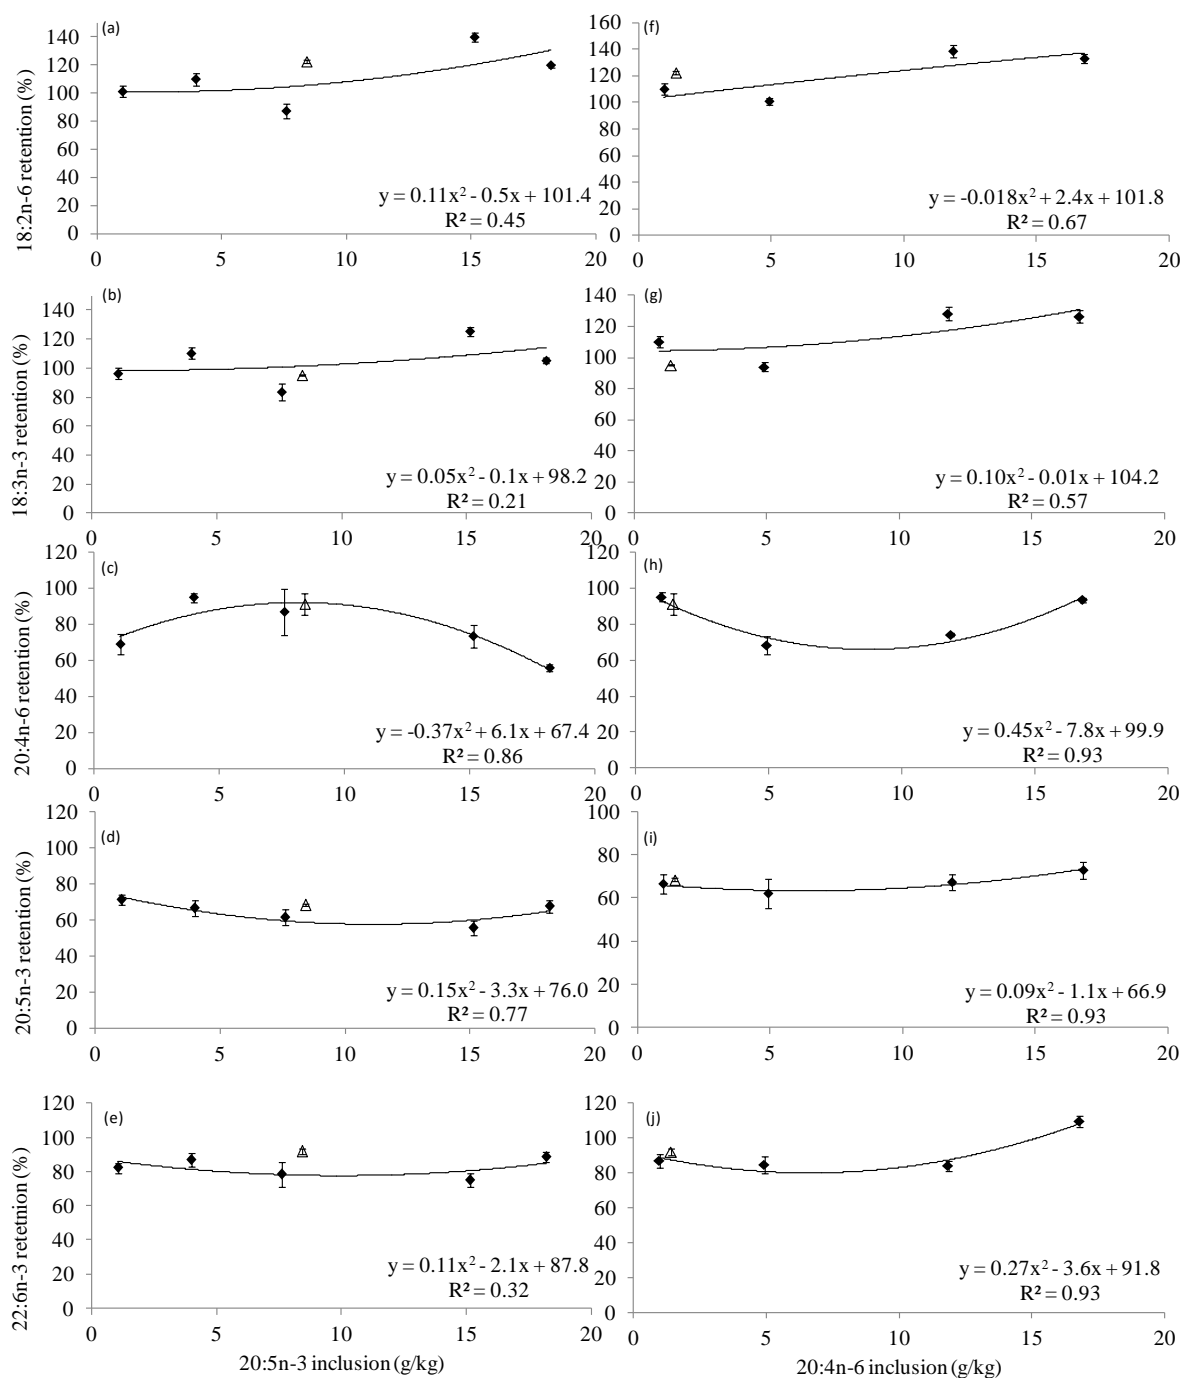 (a)
18:2n-6 retention (%)
140
120
100
80
60
40
20
0
y = 0.11x² - 0.5x + 101.4
R² = 0.45
0 5 10 15 20
(f)
160
140
120
100
80
60
40
20
0
y = -0.018x² + 2.4x + 101.8
R² = 0.67
0 5 10 15 20
(b)
18:3n-3 retention (%)
140
120
100
80
60
40
20
0
y = 0.05x² - 0.1x + 98.2
R² = 0.21
0 5 10 15 20
(g)
140
120
100
80
60
40
20
0
y = 0.10x² - 0.01x + 104.2
R² = 0.57
0 5 10 15 20
(c)
20:4n-6 retention (%)
120
100
80
60
40
20
0
y = -0.37x² + 6.1x + 67.4
R² = 0.86
0 5 10 15 20
(h)
120
100
80
60
40
20
0
y = 0.45x² - 7.8x + 99.9
R² = 0.93
0 5 10 15 20
(d)
20:5n-3 retention (%)
120
100
80
60
40
20
0
y = 0.15x² - 3.3x + 76.0
R² = 0.77
0 5 10 15 20
(i)
100
80
60
40
20
0
y = 0.09x² - 1.1x + 66.9
R² = 0.93
0 5 10 15 20
(e)
22:6n-3 retetnion (%)
120
100
80
60
40
20
0
y = 0.11x² - 2.1x + 87.8
R² = 0.32
0 5 10 15 20
20:5n-3 inclusion (g/kg)
(j)
120
100
80
60
40
20
0
y = 0.27x² - 3.6x + 91.8
R² = 0.93
0 5 10 15 20
20:4n-6 inclusion (g/kg)